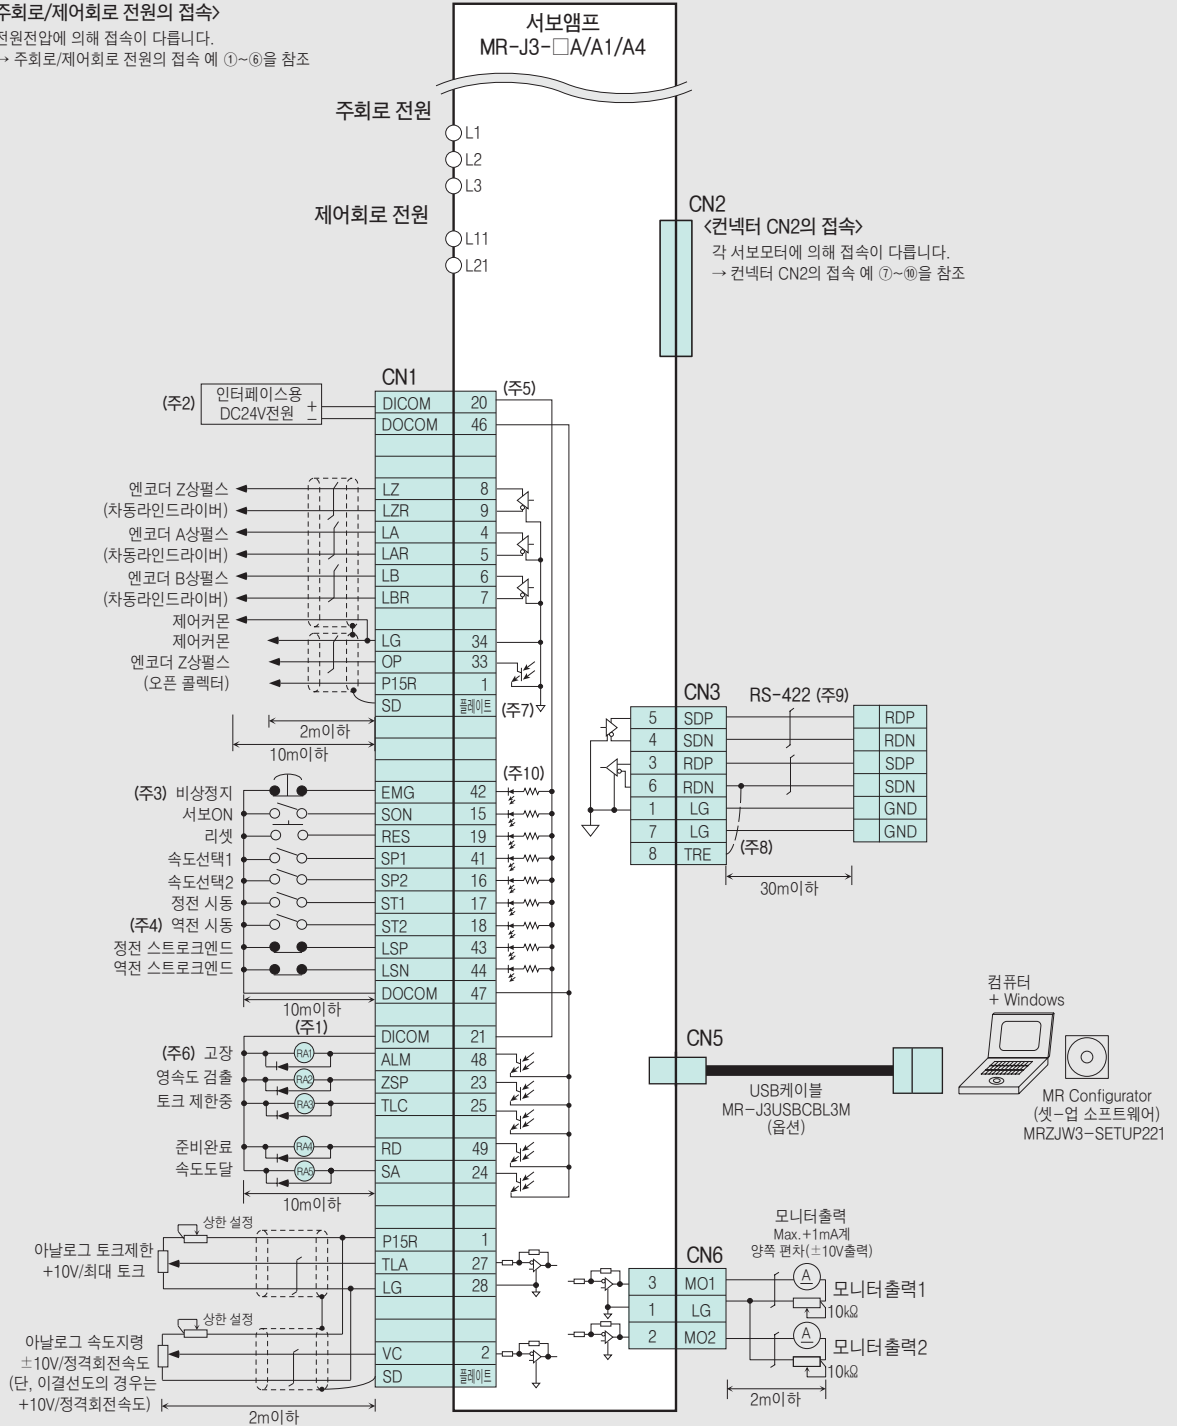 주회로/제어회로 전원의 접속>
전원전압에 의해 접속이 다릅니다.
→ 주회로/제어회로 전원의 접속 예 ①~⑥을 참조
서보앰프
MR-J3-□A/A1/A4
주회로 전원
L1
L2
L3
제어회로 전원
L11
L21
CN2
<컨넥터 CN2의 접속>
각 서보모터에 의해 접속이 다릅니다.
→ 컨넥터 CN2의 접속 예 ⑦~⑩을 참조
CN1
(주5)
(주2)
인터페이스용
DC24V전원
+
−
DICOM 20
DOCOM 46
엔코더 Z상펄스 LZ 8
(차동라인드라이버) LZR 9
엔코더 A상펄스 LA 4
(차동라인드라이버) LAR 5
엔코더 B상펄스 LB 6
(차동라인드라이버) LBR 7
제어커몬
제어커몬 LG 34
엔코더 Z상펄스 OP 33
(오픈 콜렉터) P15R 1
SD 플레이트 (주7)
2m이하
10m이하
(주10)
(주3) 비상정지 EMG 42
서보ON SON 15
리셋 RES 19
속도선택1 SP1 41
속도선택2 SP2 16
정전 시동 ST1 17
(주4) 역전 시동 ST2 18
정전 스트로크엔드 LSP 43
역전 스트로크엔드 LSN 44
DOCOM 47
10m이하
(주1)
DICOM 21
(주6) 고장 RA1 ALM 48
영속도 검출 RA2 ZSP 23
토크 제한중 RA3 TLC 25
준비완료 RA4 RD 49
속도도달 RA5 SA 24
10m이하
상한 설정
아날로그 토크제한
+10V/최대 토크
P15R 1
TLA 27
LG 28
상한 설정
아날로그 속도지령
±10V/정격회전속도
(단, 이결선도의 경우는
+10V/정격회전속도)
VC 2
SD 플레이트
2m이하
CN3
RS-422 (주9)
5 SDP RDP
4 SDN RDN
3 RDP SDP
6 RDN SDN
1 LG GND
7 LG GND
8 TRE (주8)
30m이하
CN5
USB케이블
MR-J3USBCBL3M
(옵션)
컴퓨터
+ Windows
MR Configurator
(셋-업 소프트웨어)
MRZJW3-SETUP221
모니터출력
Max.+1mA계
양쪽 편차(±10V출력)
CN6
3 MO1
1 LG
2 MO2
A
모니터출력1
10kΩ
A
모니터출력2
10kΩ
2m이하